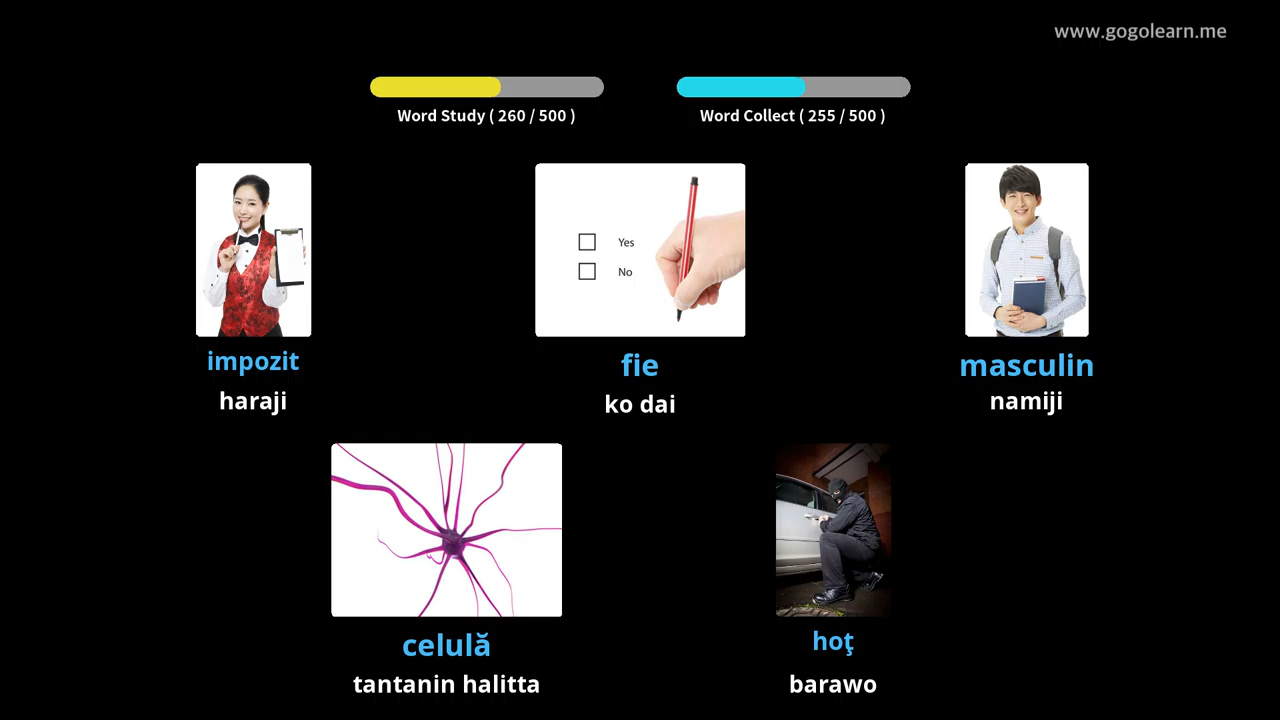 www.gogolearn.me
Word Study ( 260 / 500 )
Word Collect ( 255 / 500 )
Yes
No
impozit
haraji
fie
ko dai
masculin
namiji
celulă
tantanin halitta
hoţ
barawo